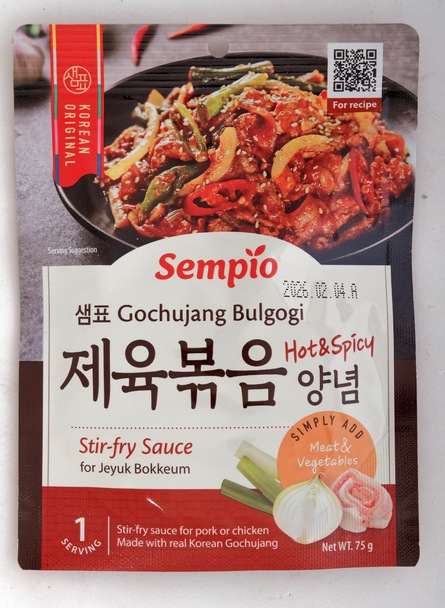 샘표
KOREAN
ORIGINAL
For recipe
Serving Suggestion
Sempio
2026.02.04.A
샘표 Gochujang Bulgogi
제육볶음 양념
Hot&Spicy
Stir-fry Sauce
for Jeyuk Bokkeum
SIMPLY ADD
Meat &
Vegetables
1
SERVING
Stir-fry sauce for pork or chicken
Made with real Korean Gochujang
Net WT. 75 g